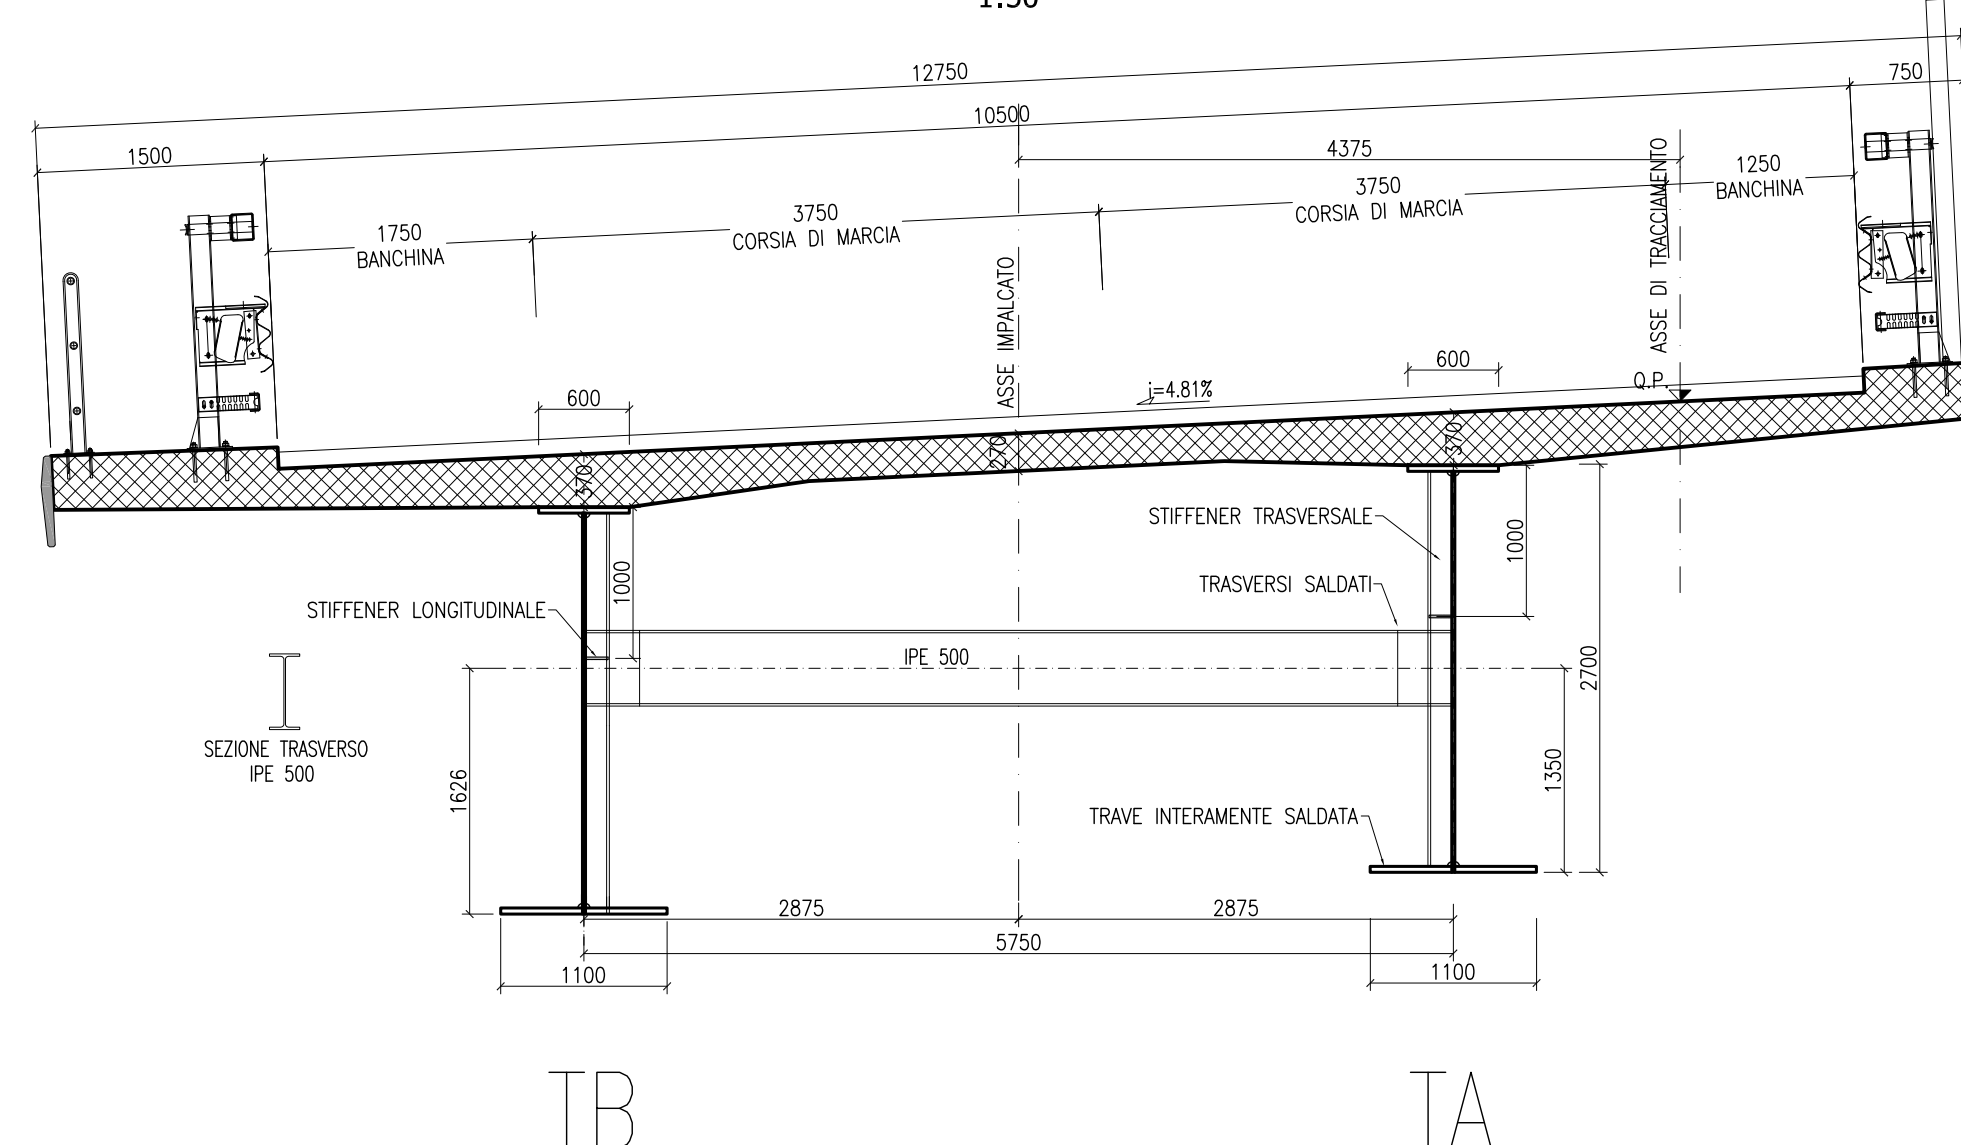 12750
750
10500
1500
4375
1250
BANCHINA
3750
CORSIA DI MARCIA
3750
CORSIA DI MARCIA
1750
BANCHINA
ASSE IMPALCATO
ASSE DI TRACCIAMENTO
600
600
i=4.81%
Q.P.
370
270
370
STIFFENER TRASVERSALE
1000
1000
TRASVERSI SALDATI
STIFFENER LONGITUDINALE
IPE 500
2700
SEZIONE TRASVERSO
IPE 500
1626
1350
TRAVE INTERAMENTE SALDATA
2875
2875
5750
1100
1100
TB
TA